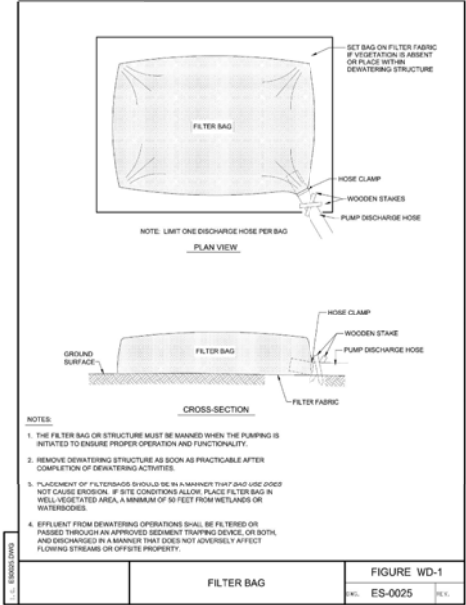 SET BAG ON FILTER FABRIC
IF VEGETATION IS ABSENT
OR PLACE WITHIN
DEWATERING STRUCTURE
FILTER BAG
HOSE CLAMP
WOODEN STAKES
PUMP DISCHARGE HOSE
NOTE: LIMIT ONE DISCHARGE HOSE PER BAG
PLAN VIEW
HOSE CLAMP
WOODEN STAKE
PUMP DISCHARGE HOSE
GROUND
SURFACE
FILTER BAG
FILTER FABRIC
CROSS-SECTION
NOTES:
1. THE FILTER BAG OR STRUCTURE MUST BE MANNED WHEN THE PUMPING IS
INITIATED TO ENSURE PROPER OPERATION AND FUNCTIONALITY.
2. REMOVE DEWATERING STRUCTURE AS SOON AS PRACTICABLE AFTER
COMPLETION OF DEWATERING ACTIVITIES.
3. PLACEMENT OF FILTERBAGS SHOULD BE IN A MANNER THAT BAG USE DOES
NOT CAUSE EROSION. IF SITE CONDITIONS ALLOW, PLACE FILTER BAG IN
WELL-VEGETATED AREA, A MINIMUM OF 50 FEET FROM WETLANDS OR
WATERBODIES.
4. EFFLUENT FROM DEWATERING OPERATIONS SHALL BE FILTERED OR
PASSED THROUGH AN APPROVED SEDIMENT TRAPPING DEVICE, OR BOTH,
AND DISCHARGED IN A MANNER THAT DOES NOT ADVERSELY AFFECT
FLOWING STREAMS OR OFFSITE PROPERTY.
ES0025.DWG
FILTER BAG
FIGURE WD-1
DWG. ES-0025 REV.